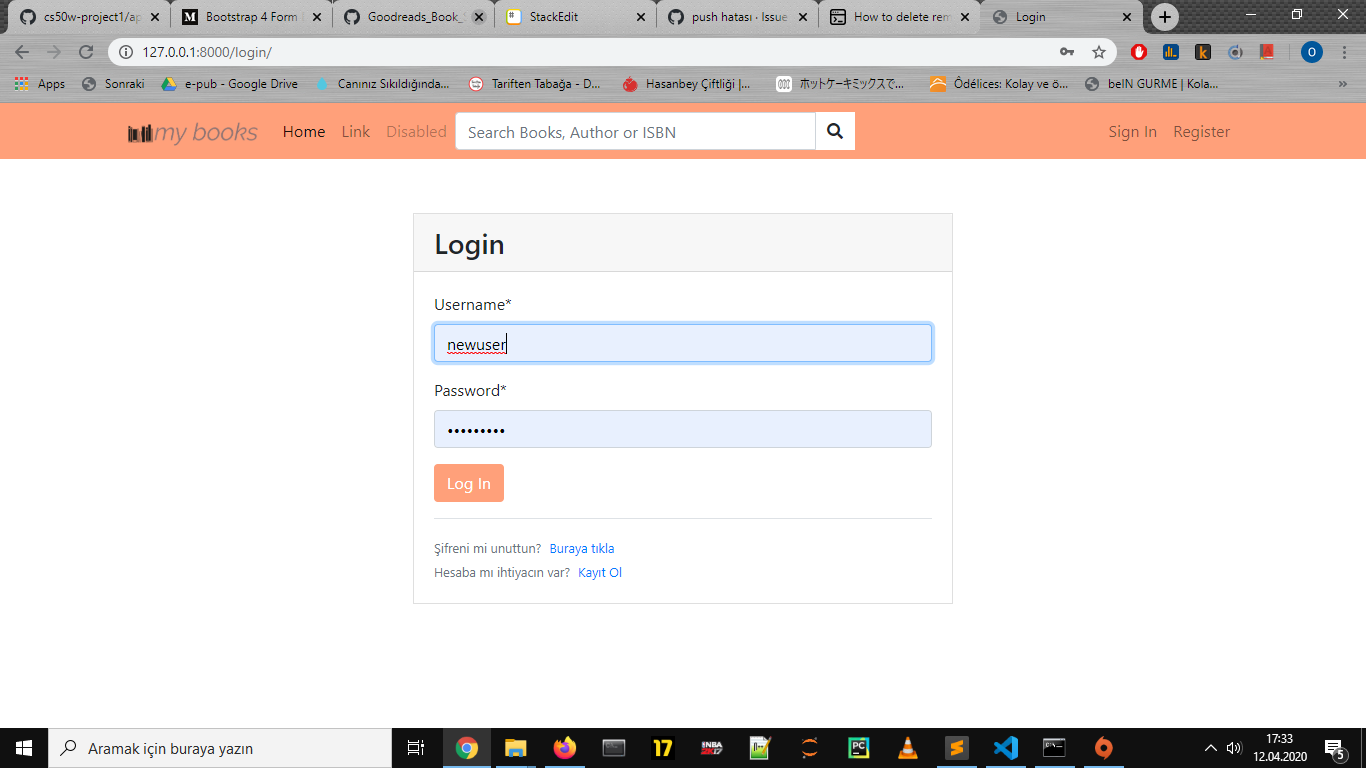 cs50w-project1/ap
Bootstrap 4 Form
Goodreads_Book_
StackEdit
push hatası · Issue
How to delete rem
Login
127.0.0.1:8000/login/
Apps
Sonraki
e-pub - Google Drive
Canınız Sıkıldığında...
Tariften Tabağa - D...
Hasanbey Çiftliği |...
ホットケーキミックスで...
Ôdélices: Kolay ve ö...
beIN GURME | Kola...
my books
Home
Link
Disabled
Search Books, Author or ISBN
Sign In
Register
Login
Username*
newuser
Password*
•••••••••
Log In
Şifreni mi unuttun? Buraya tıkla
Hesaba mı ihtiyacın var? Kayıt Ol
Aramak için buraya yazın
17:33
12.04.2020
5